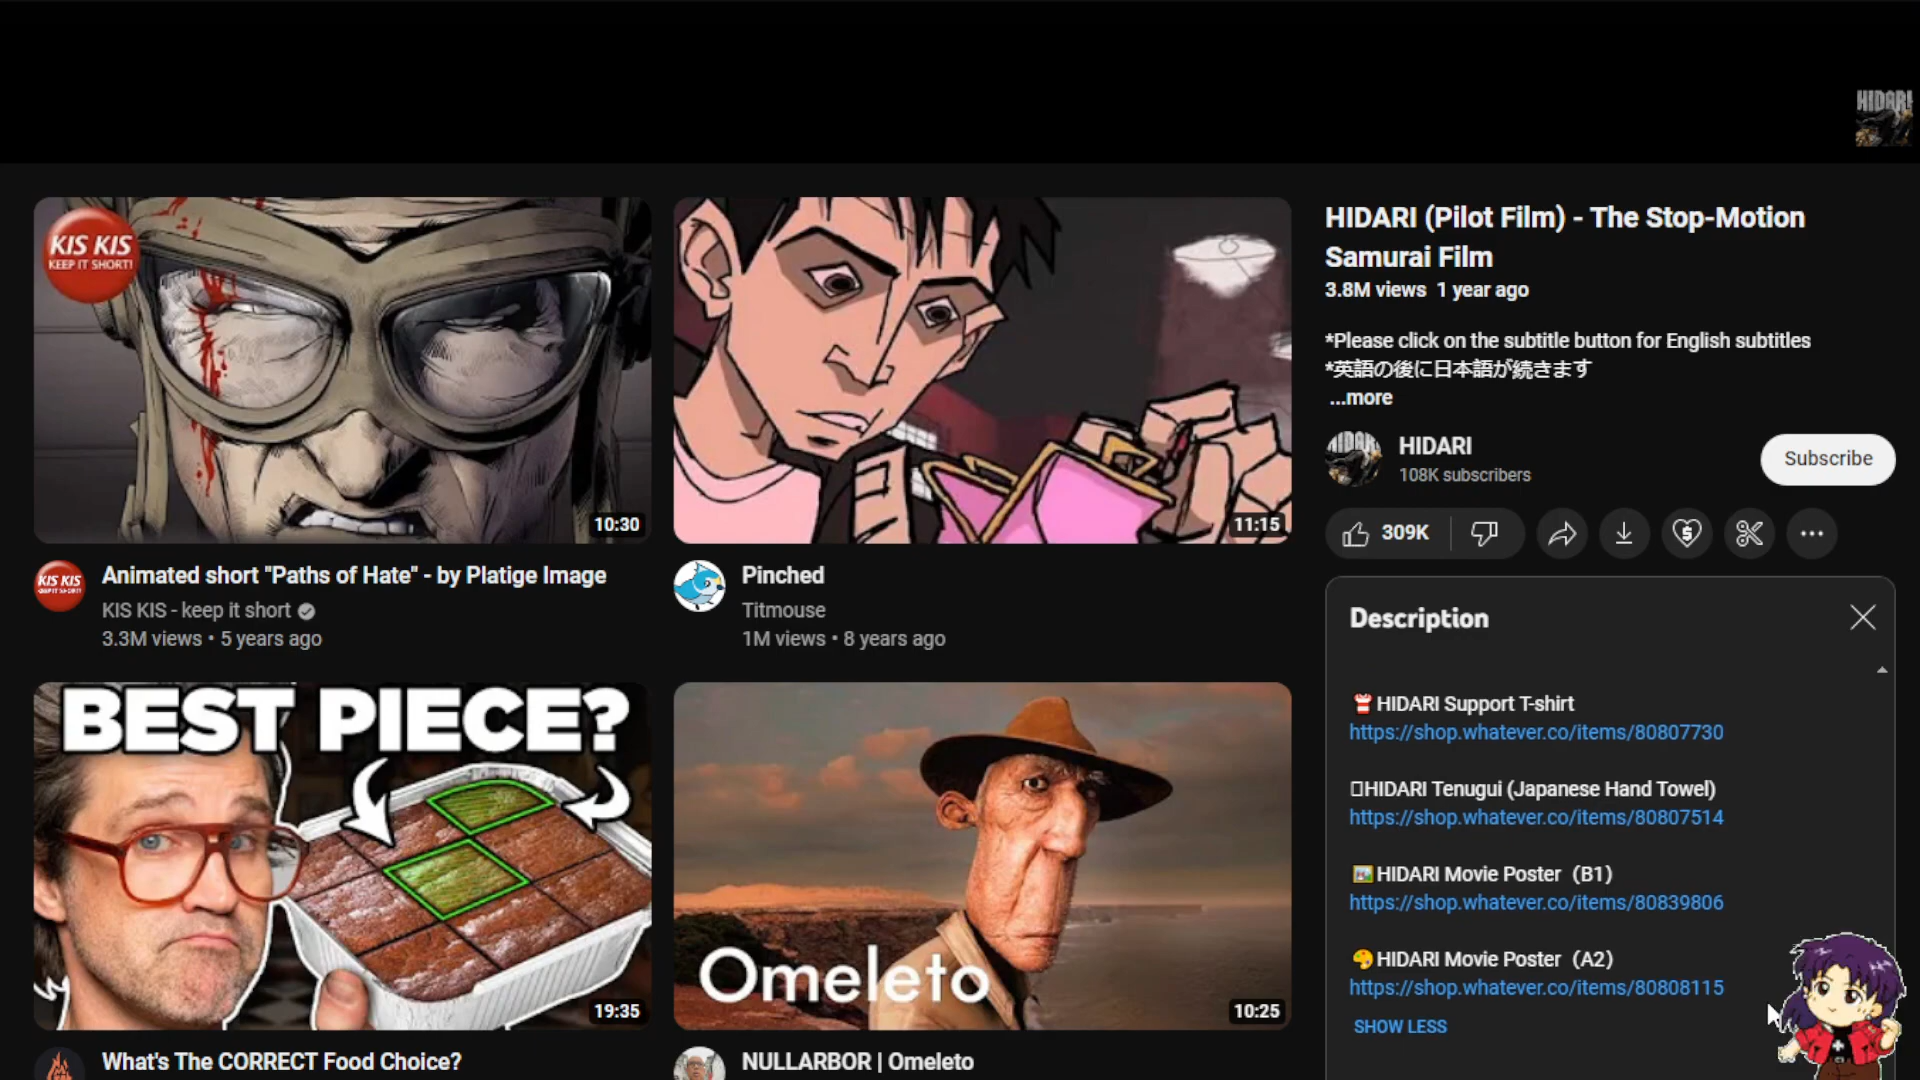 HIDARI
KIS KIS
KEEP IT SHORT!
10:30
KIS KIS
KEEP IT SHORT!
Animated short "Paths of Hate" - by Platige Image
KIS KIS - keep it short
3.3M views • 5 years ago
11:15
Pinched
Titmouse
1M views • 8 years ago
BEST PIECE?
19:35
What's The CORRECT Food Choice?
Omeleto
10:25
NULLARBOR | Omeleto
HIDARI (Pilot Film) - The Stop-Motion
Samurai Film
3.8M views 1 year ago
*Please click on the subtitle button for English subtitles
*英語の後に日本語が続きます
...more
HIDARI
HIDARI
108K subscribers
Subscribe
309K
Description
HIDARI Support T-shirt
https://shop.whatever.co/items/80807730
HIDARI Tenugui (Japanese Hand Towel)
https://shop.whatever.co/items/80807514
HIDARI Movie Poster（B1）
https://shop.whatever.co/items/80839806
HIDARI Movie Poster（A2）
https://shop.whatever.co/items/80808115
SHOW LESS